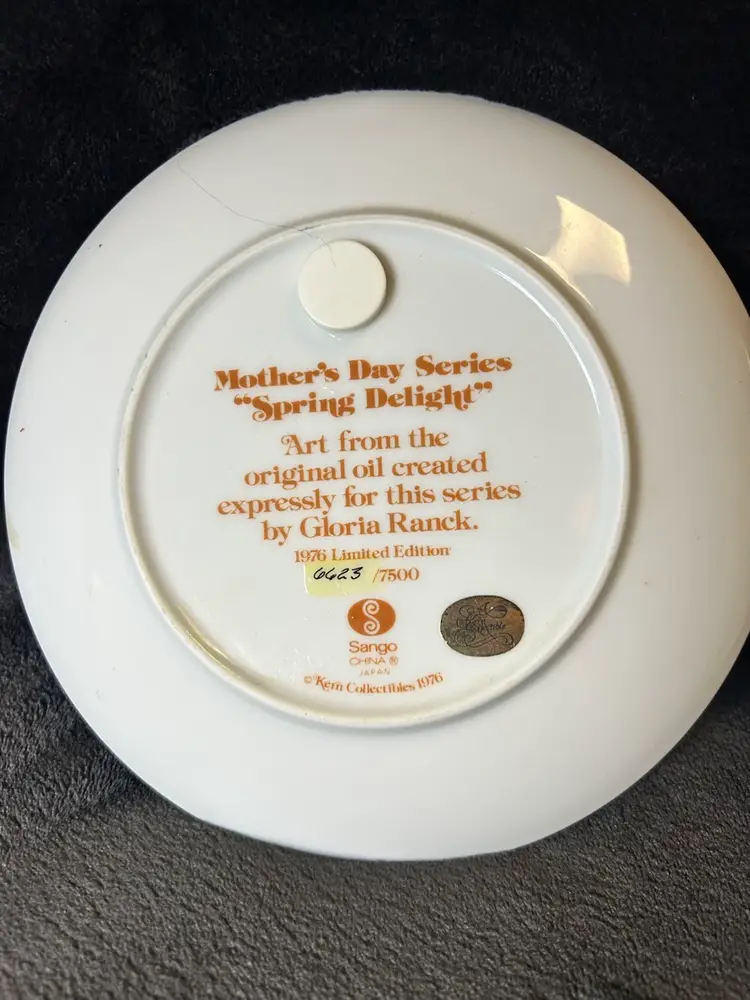 Mother's Day Series
"Spring Delight"
Art from the
original oil created
expressly for this series
by Gloria Ranck.
1976 Limited Edition
6623 /7500
Sango
CHINA ®
JAPAN
© Kern Collectibles 1976